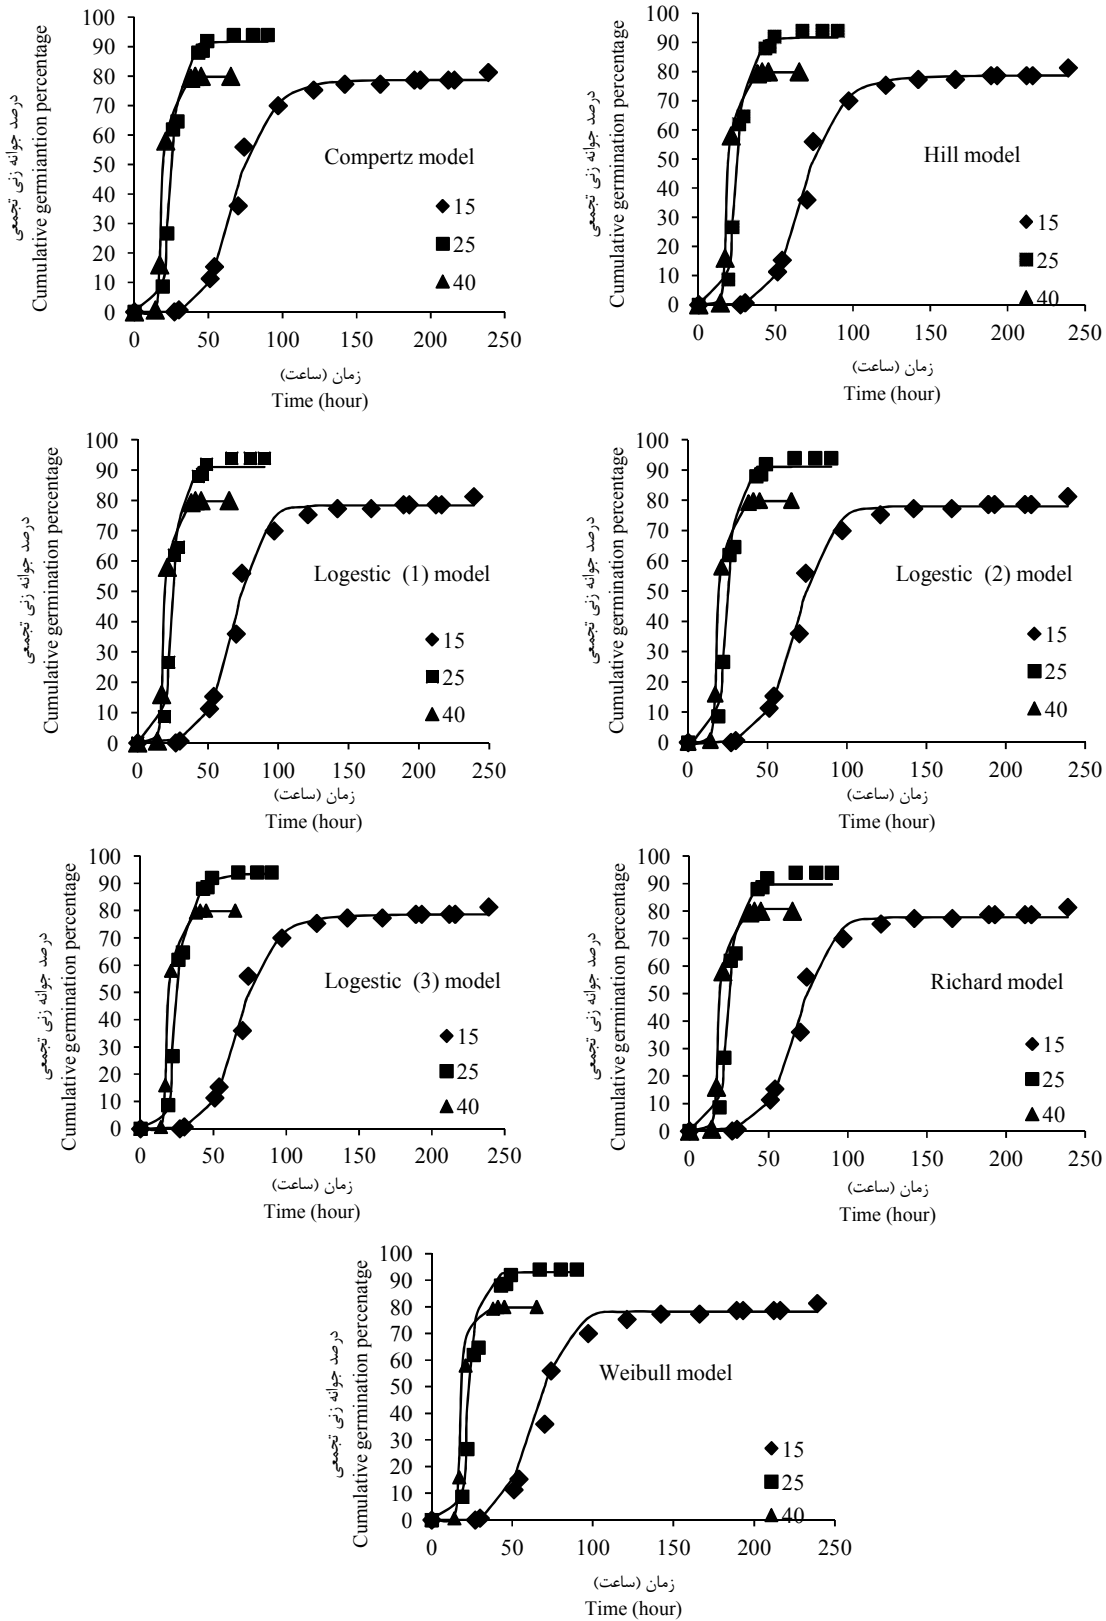 درصد جوانه زنی تجمعی
Cumulative germiantion percentage
100
90
80
70
60
50
40
30
20
10
0
Compertz model
15
25
40
0 50 100 150 200 250
زمان (ساعت)
Time (hour)
درصد جوانه زنی تجمعی
Cumulative germination percentage
100
90
80
70
60
50
40
30
20
10
0
Hill model
15
25
40
0 50 100 150 200 250
زمان (ساعت)
Time (hour)
درصد جوانه زنی تجمعی
Cumulative germination percentage
100
90
80
70
60
50
40
30
20
10
0
Logestic (1) model
15
25
40
0 50 100 150 200 250
زمان (ساعت)
Time (hour)
درصد جوانه زنی تجمعی
Cumulative germination percentage
100
90
80
70
60
50
40
30
20
10
0
Logestic (2) model
15
25
40
0 50 100 150 200 250
زمان (ساعت)
Time (hour)
درصد جوانه زنی تجمعی
Cumulative germination percentage
100
90
80
70
60
50
40
30
20
10
0
Logestic (3) model
15
25
40
0 50 100 150 200 250
زمان (ساعت)
Time (hour)
درصد جوانه زنی تجمعی
Cumulative germination percentage
100
90
80
70
60
50
40
30
20
10
0
Richard model
15
25
40
0 50 100 150 200 250
زمان (ساعت)
Time (hour)
درصد جوانه زنی تجمعی
Cumulative germination percenatge
100
90
80
70
60
50
40
30
20
10
0
Weibull model
15
25
40
0 50 100 150 200 250
زمان (ساعت)
Time (hour)